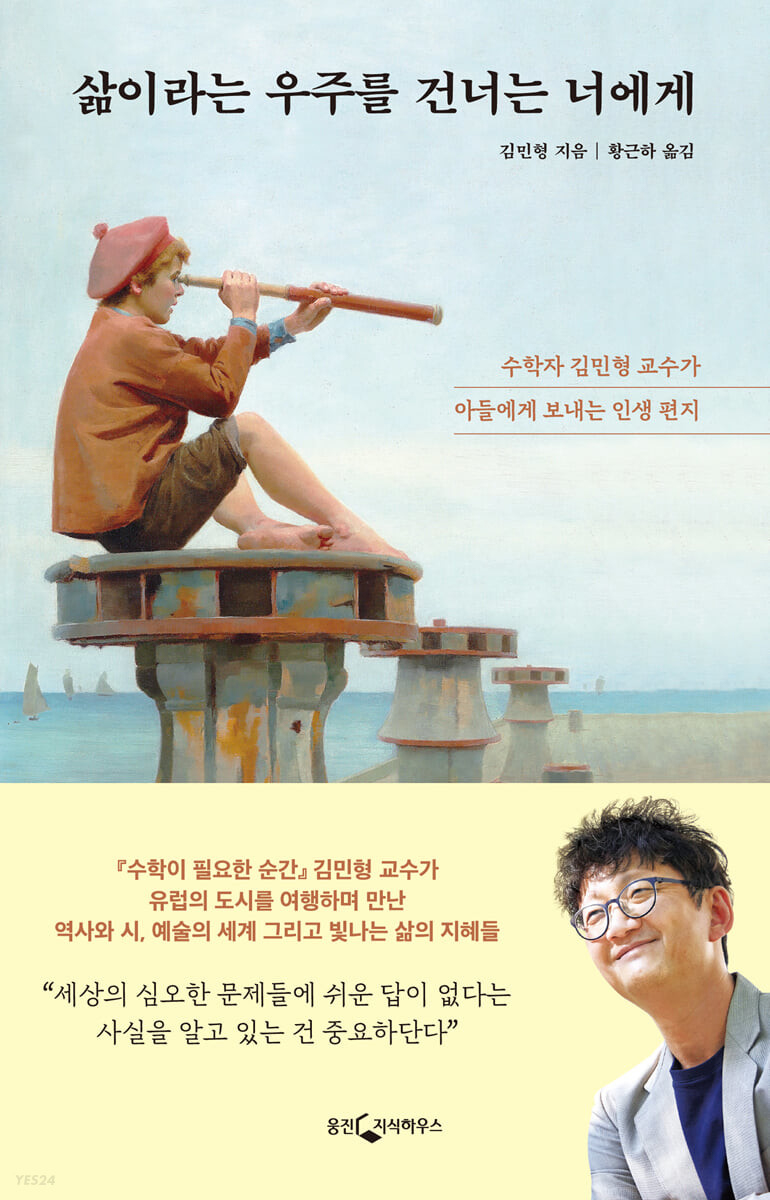 삶이라는 우주를 건너는 너에게
김민형 지음 | 황근하 옮김
수학자 김민형 교수가
아들에게 보내는 인생 편지
『수학이 필요한 순간』 김민형 교수가
유럽의 도시를 여행하며 만난
역사와 시, 예술의 세계 그리고 빛나는 삶의 지혜들
“세상의 심오한 문제들에 쉬운 답이 없다는
사실을 알고 있는 건 중요하단다”
웅진 지식하우스
YES24